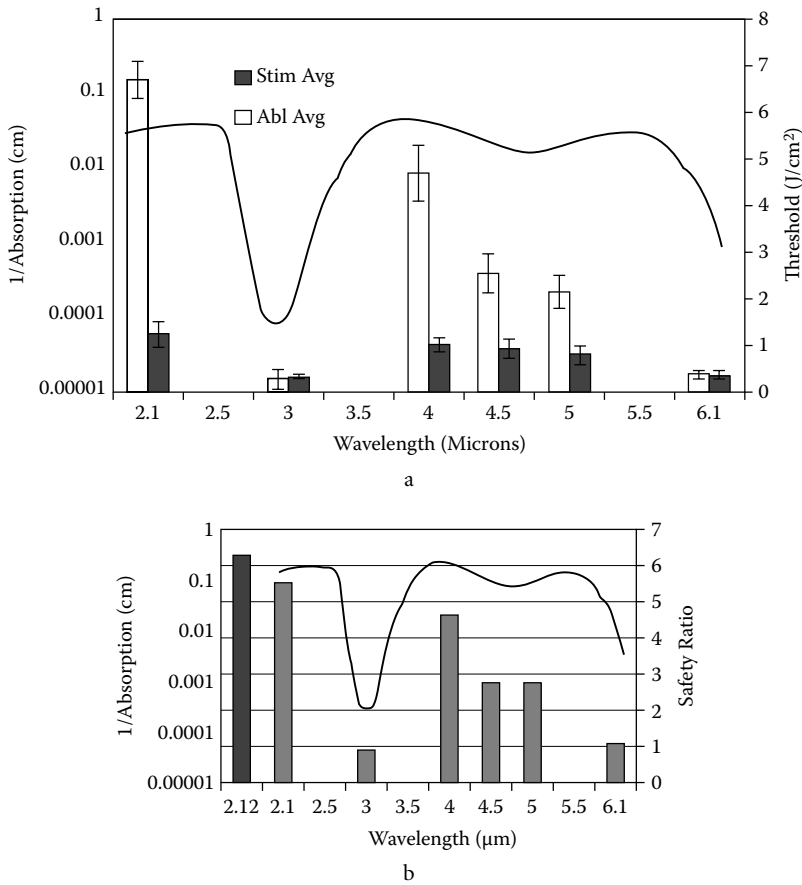 1
0.1
0.01
0.001
0.0001
0.00001
1/Absorption (cm)
Stim Avg
Abl Avg
8
7
6
5
4
3
2
1
0
Threshold (J/cm²)
2.1 2.5 3 3.5 4 4.5 5 5.5 6.1
Wavelength (Microns)
a
1
0.1
0.01
0.001
0.0001
0.00001
1/Absorption (cm)
7
6
5
4
3
2
1
0
Safety Ratio
2.12 2.1 2.5 3 3.5 4 4.5 5 5.5 6.1
Wavelength (µm)
b